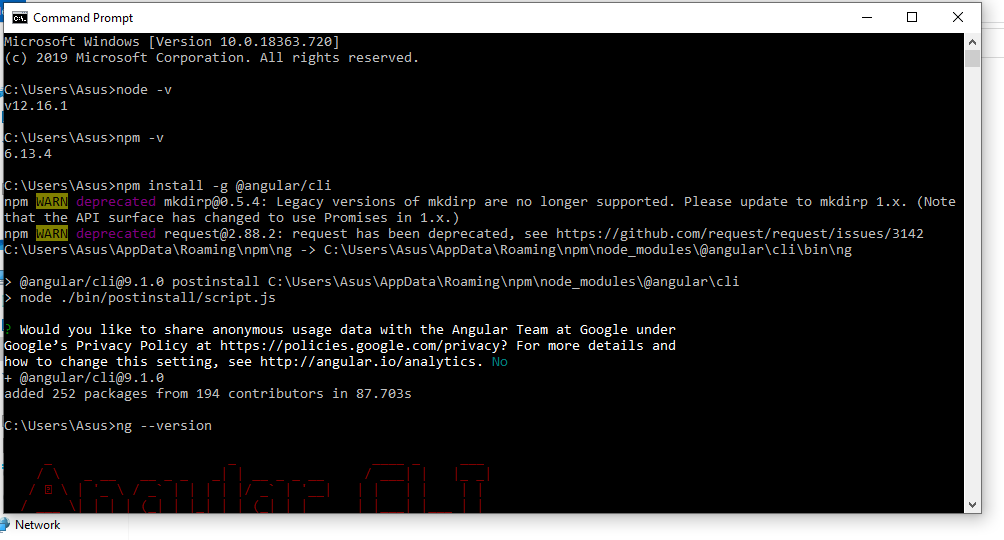 Command Prompt
Microsoft Windows [Version 10.0.18363.720]
(c) 2019 Microsoft Corporation. All rights reserved.
C:\Users\Asus>node -v
v12.16.1
C:\Users\Asus>npm -v
6.13.4
C:\Users\Asus>npm install -g @angular/cli
npm WARN deprecated mkdirp@0.5.4: Legacy versions of mkdirp are no longer supported. Please update to mkdirp 1.x. (Note
that the API surface has changed to use Promises in 1.x.)
npm WARN deprecated request@2.88.2: request has been deprecated, see https://github.com/request/request/issues/3142
C:\Users\Asus\AppData\Roaming\npm\ng -> C:\Users\Asus\AppData\Roaming\npm\node_modules\@angular\cli\bin\ng
> @angular/cli@9.1.0 postinstall C:\Users\Asus\AppData\Roaming\npm\node_modules\@angular\cli
> node ./bin/postinstall/script.js
? Would you like to share anonymous usage data with the Angular Team at Google under
Google’s Privacy Policy at https://policies.google.com/privacy? For more details and
how to change this setting, see http://angular.io/analytics. No
+ @angular/cli@9.1.0
added 252 packages from 194 contributors in 87.703s
C:\Users\Asus>ng --version
Angular CLI
Network